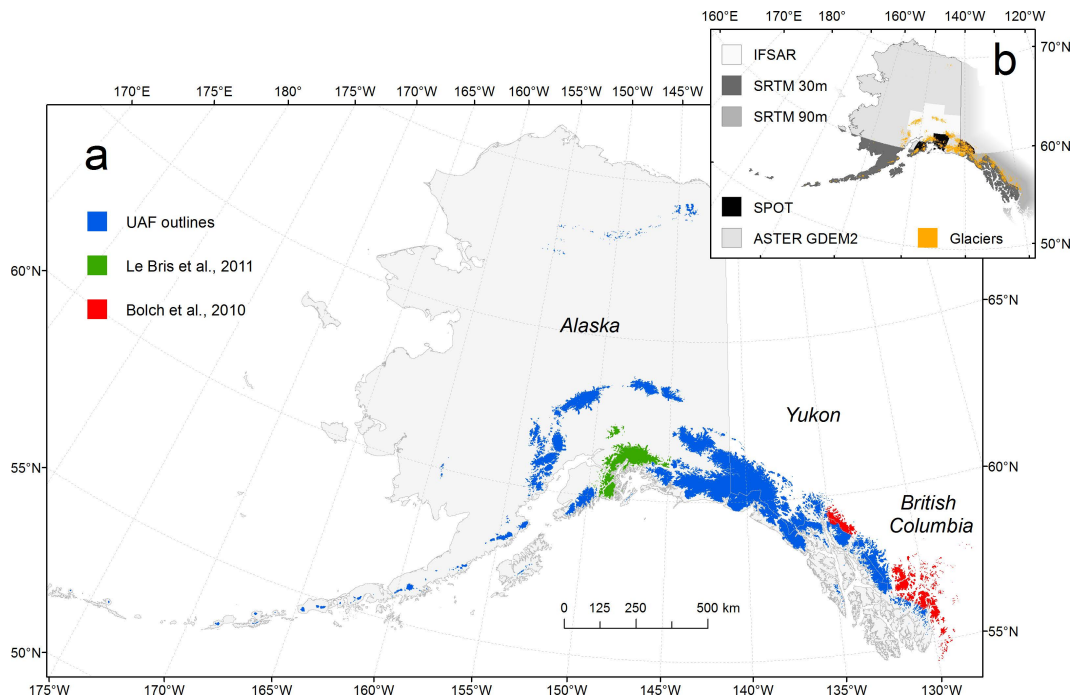 160°E 170°E 180° 160°W 140°W 120°W
b
70°N
60°N
50°N
IFSAR
SRTM 30m
SRTM 90m
SPOT
ASTER GDEM2
Glaciers
170°E 175°E 180° 175°W 170°W 165°W 160°W 155°W 150°W 145°W
a
UAF outlines
Le Bris et al., 2011
Bolch et al., 2010
60°N
55°N
50°N
65°N
60°N
55°N
Alaska
Yukon
British
Columbia
0 125 250 500 km
175°W 170°W 165°W 160°W 155°W 150°W 145°W 140°W 135°W 130°W